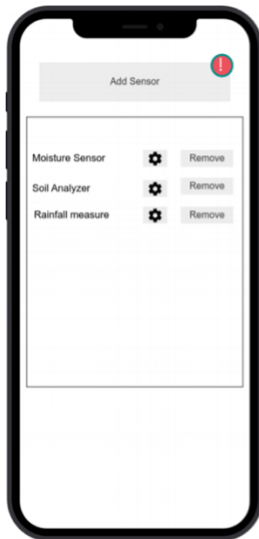 !
Add Sensor
Moisture Sensor Remove
Soil Analyzer Remove
Rainfall measure Remove